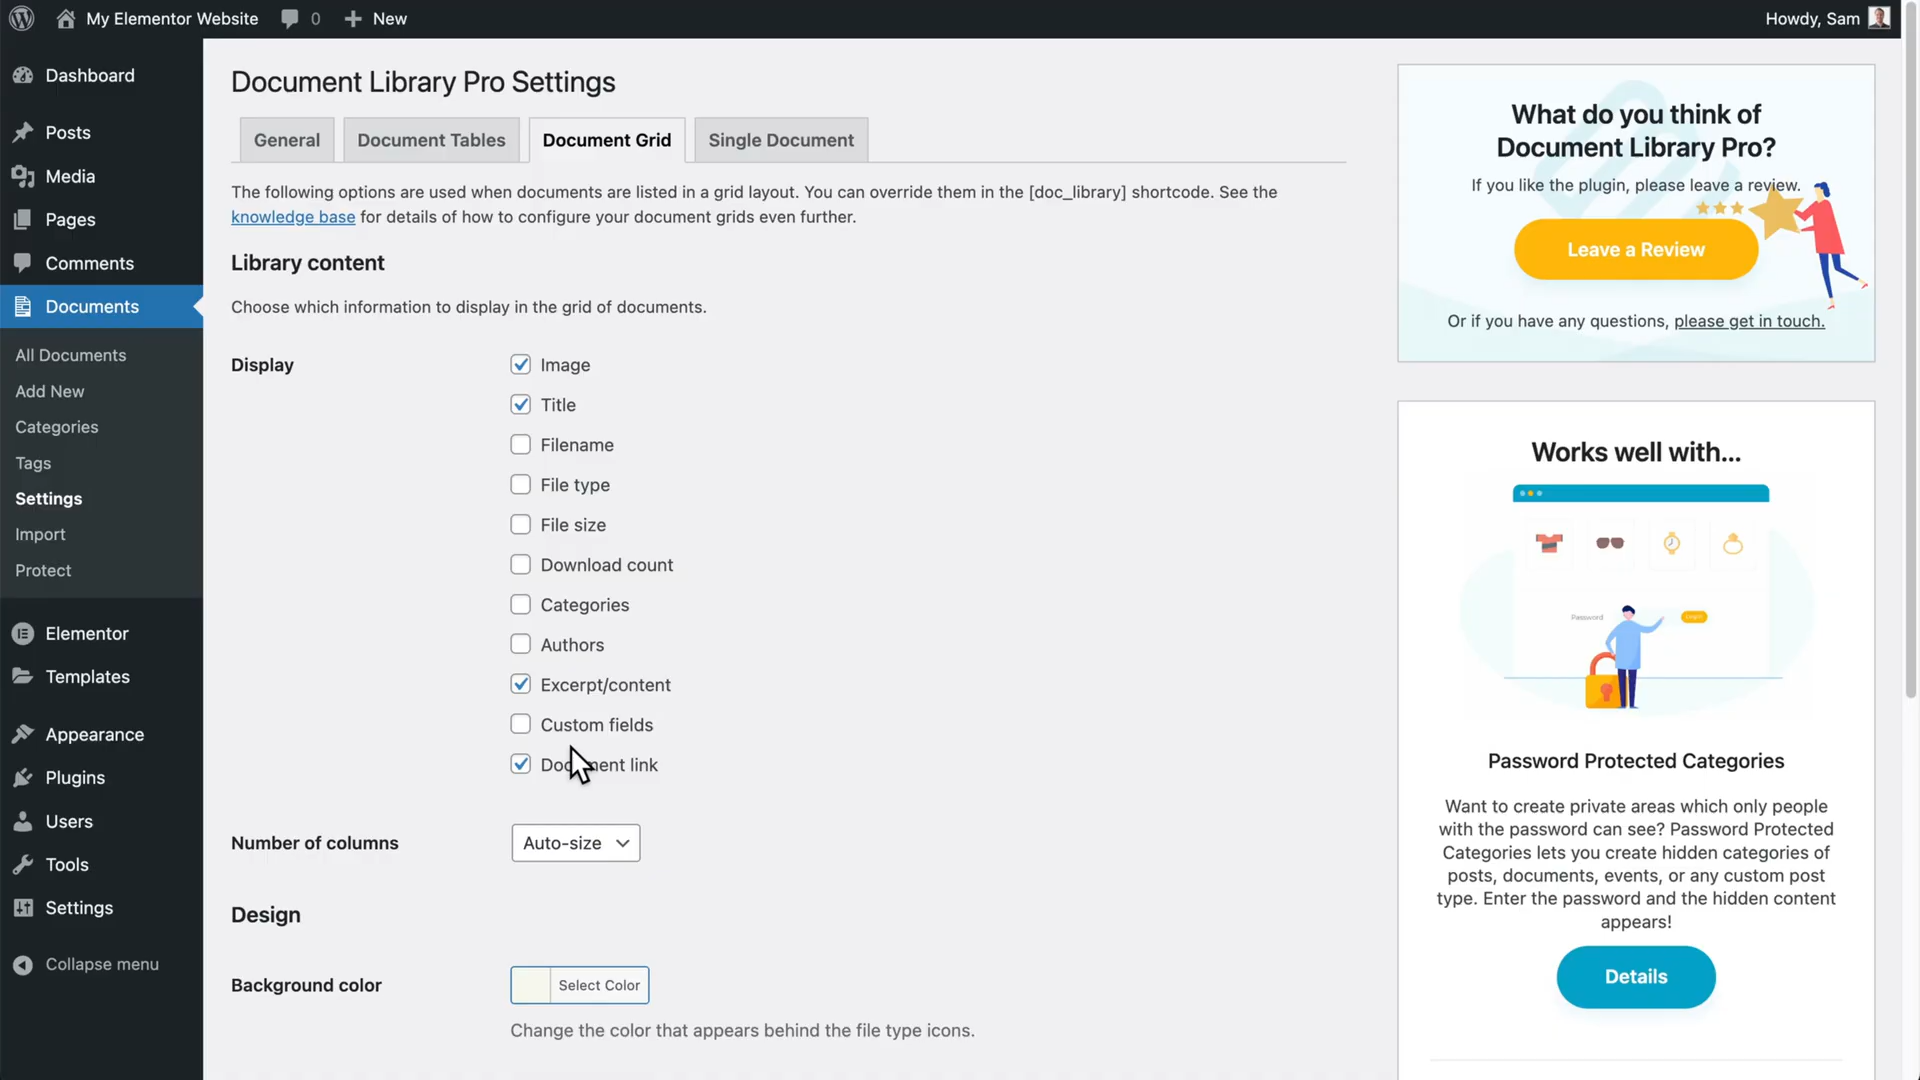 My Elementor Website
0
New
Howdy, Sam
Dashboard
Posts
Media
Pages
Comments
Documents
All Documents
Add New
Categories
Tags
Settings
Import
Protect
Elementor
Templates
Appearance
Plugins
Users
Tools
Settings
Collapse menu
Document Library Pro Settings
General
Document Tables
Document Grid
Single Document
The following options are used when documents are listed in a grid layout. You can override them in the [doc_library] shortcode. See the
knowledge base for details of how to configure your document grids even further.
Library content
Choose which information to display in the grid of documents.
Display
Image
Title
Filename
File type
File size
Download count
Categories
Authors
Excerpt/content
Custom fields
Document link
Number of columns
Auto-size
Design
Background color
Select Color
Change the color that appears behind the file type icons.
What do you think of
Document Library Pro?
If you like the plugin, please leave a review.
Leave a Review
Or if you have any questions, please get in touch.
Works well with...
Password
Password Protected Categories
Want to create private areas which only people
with the password can see? Password Protected
Categories lets you create hidden categories of
posts, documents, events, or any custom post
type. Enter the password and the hidden content
appears!
Details